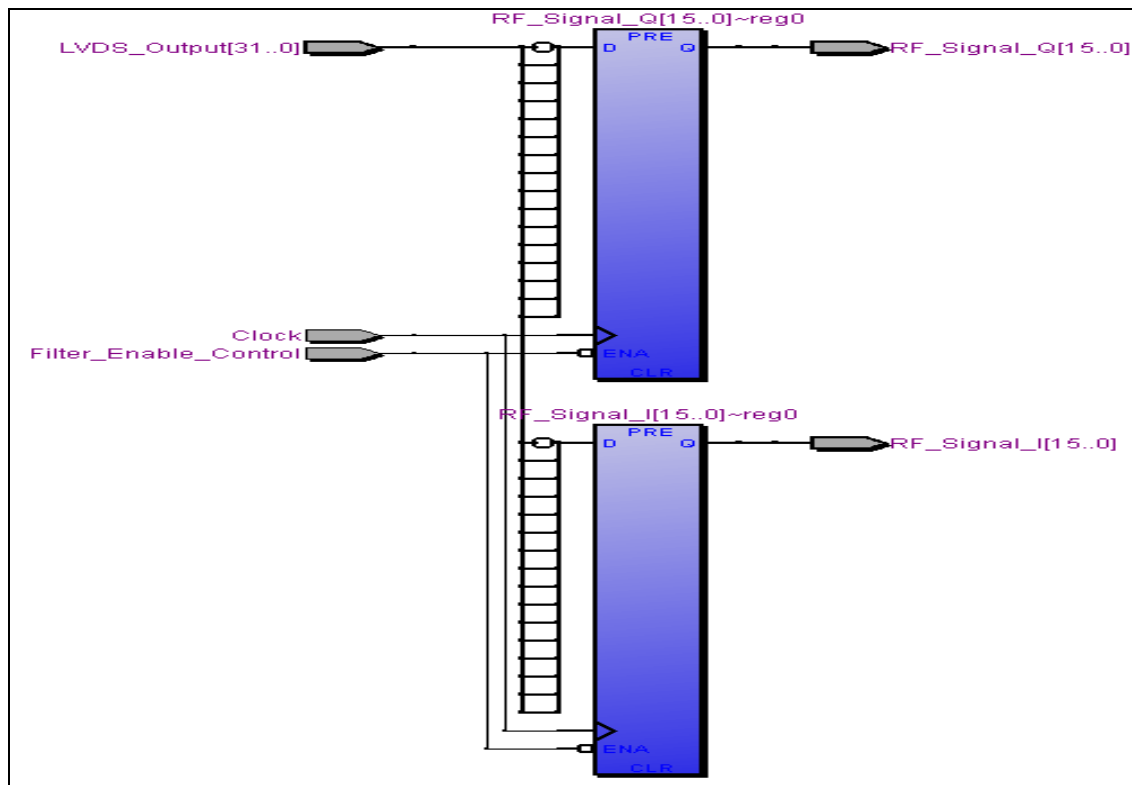 RF_Signal_Q[15..0]~reg0
LVDS_Output[31..0]
PRE
D
Q
RF_Signal_Q[15..0]
Clock
Filter_Enable_Control
ENA
CLR
RF_Signal_I[15..0]~reg0
PRE
D
Q
RF_Signal_I[15..0]
ENA
CLR